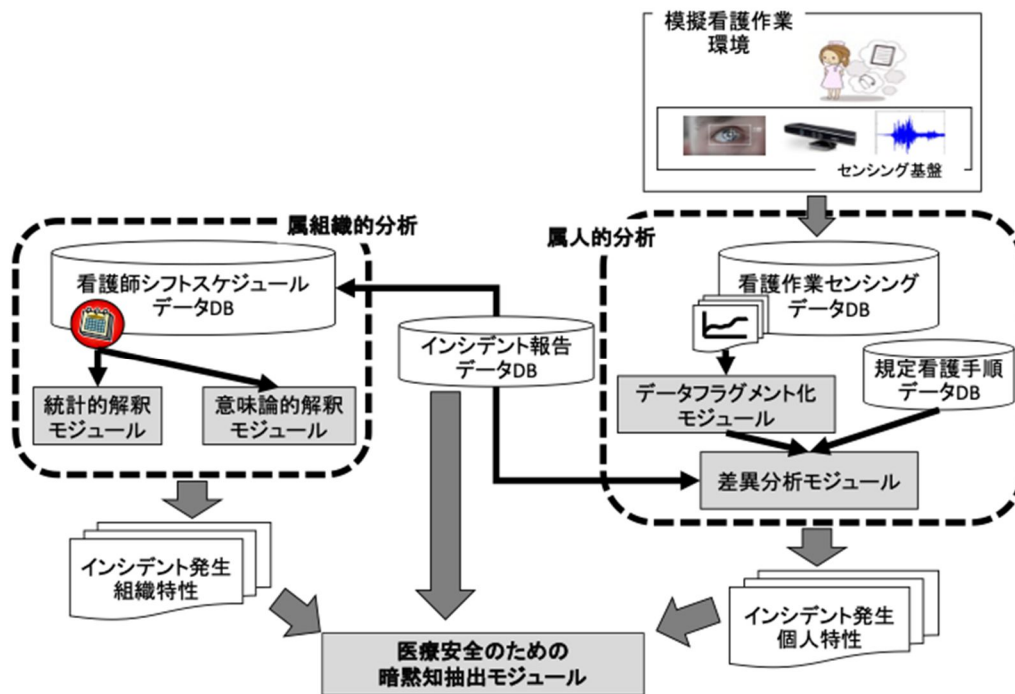 模擬看護作業
環境
センシング基盤
属組織的分析
属人的分析
看護師シフトスケジュール
データDB
看護作業センシング
データDB
インシデント報告
データDB
規定看護手順
データDB
統計的解釈
モジュール
意味論的解釈
モジュール
データフラグメント化
モジュール
差異分析モジュール
インシデント発生
組織特性
インシデント発生
個人特性
医療安全のための
暗黙知抽出モジュール